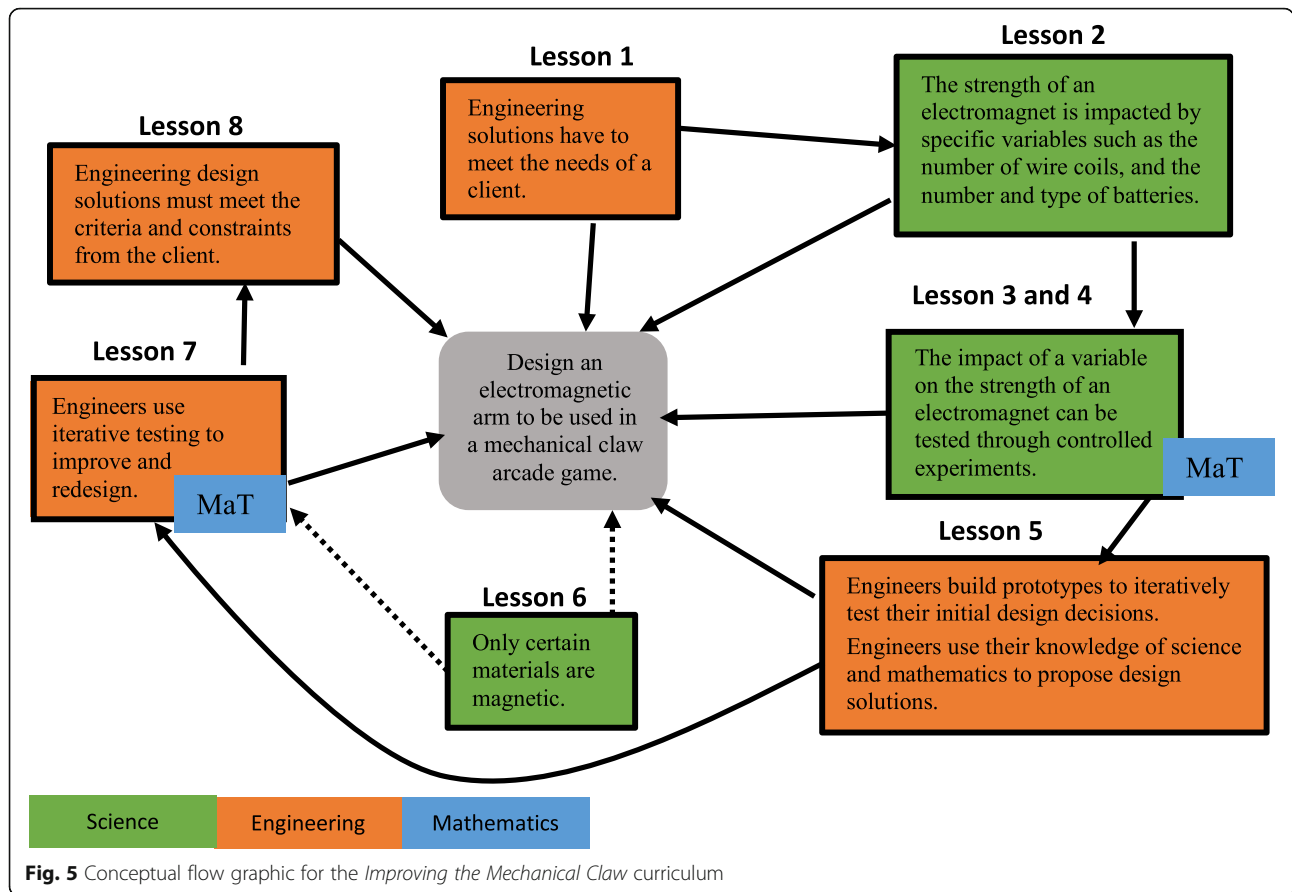 Lesson 1
Engineering
solutions have to
meet the needs of a
client.
Lesson 2
The strength of an
electromagnet is impacted by
specific variables such as the
number of wire coils, and the
number and type of batteries.
Lesson 3 and 4
The impact of a variable
on the strength of an
electromagnet can be
tested through controlled
experiments.
MaT
Lesson 5
Engineers build prototypes to iteratively
test their initial design decisions.
Engineers use their knowledge of science
and mathematics to propose design
solutions.
Lesson 6
Only certain
materials are
magnetic.
Lesson 7
Engineers use
iterative testing to
improve and
redesign.
MaT
Lesson 8
Engineering design
solutions must meet the
criteria and constraints
from the client.
Design an
electromagnetic
arm to be used in
a mechanical claw
arcade game.
Science
Engineering
Mathematics
Fig. 5 Conceptual flow graphic for the Improving the Mechanical Claw curriculum